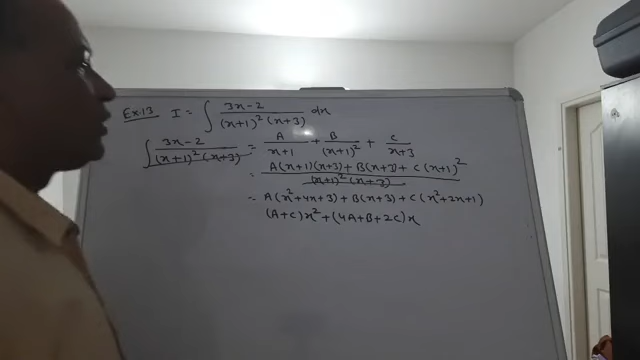 Ex.13 I = ∫ 3x-2 / (x+1)² (x+3) dx
∫ 3x-2 / (x+1)² (x+3) = A / x+1 + B / (x+1)² + C / x+3
= A(x+1)(x+3) + B(x+3) + C(x+1)² / (x+1)² (x+3)
= A(x²+4x+3) + B(x+3) + C(x²+2x+1)
(A+C)x² + (4A+B+2C)x